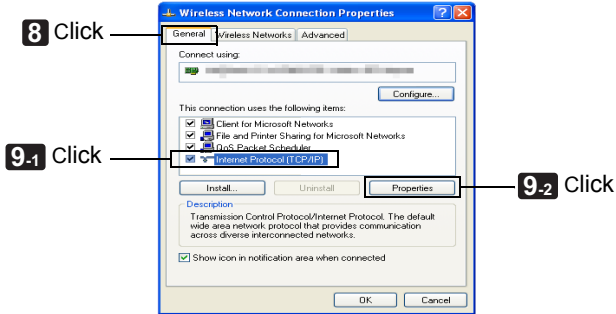 Wireless Network Connection Properties
8 Click
General Wireless Networks Advanced
Connect using:
Configure...
This connection uses the following items:
Client for Microsoft Networks
File and Printer Sharing for Microsoft Networks
QoS Packet Scheduler
9-1 Click
Internet Protocol (TCP/IP)
Install... Uninstall Properties
9-2 Click
Description
Transmission Control Protocol/Internet Protocol. The default
wide area network protocol that provides communication
across diverse interconnected networks.
Show icon in notification area when connected
OK Cancel